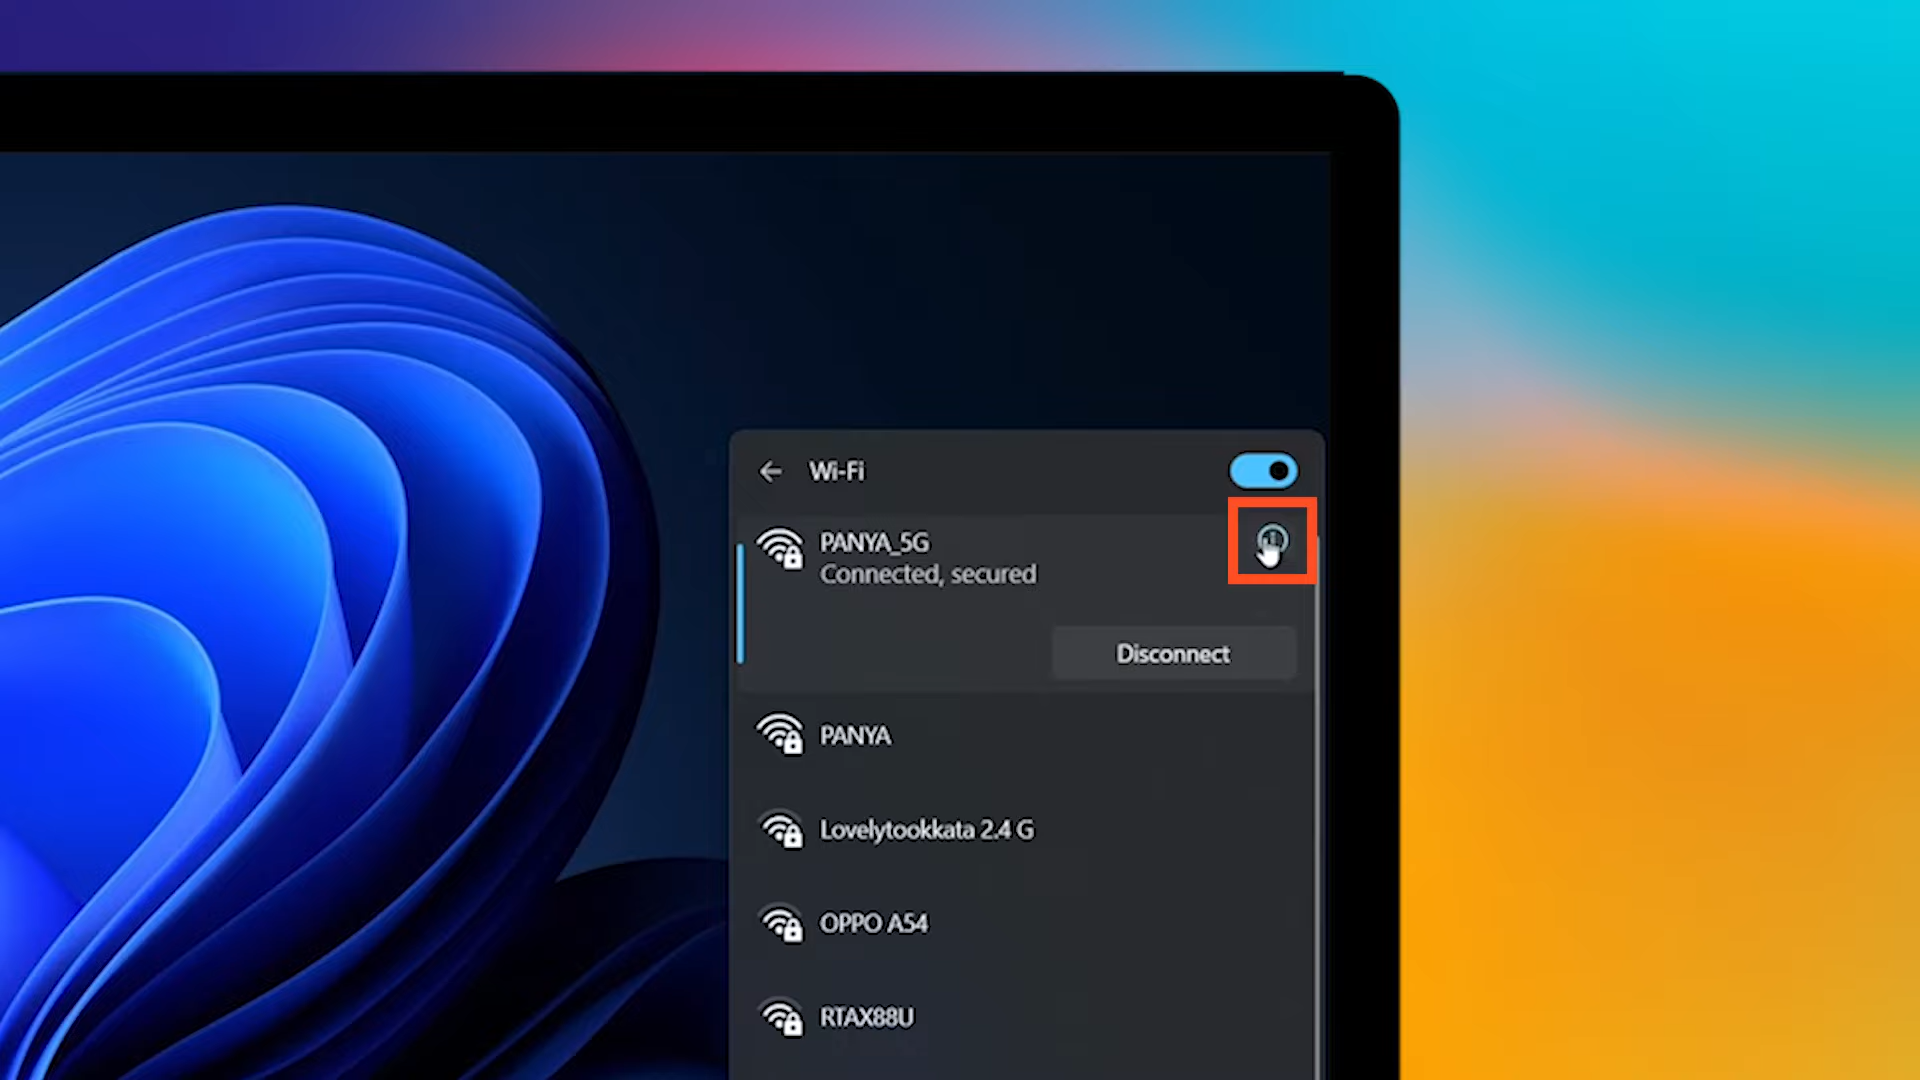 Wi-Fi
PANYA_5G
Connected, secured
Disconnect
PANYA
Lovelytookkata 2.4 G
OPPO A54
RTAX88U